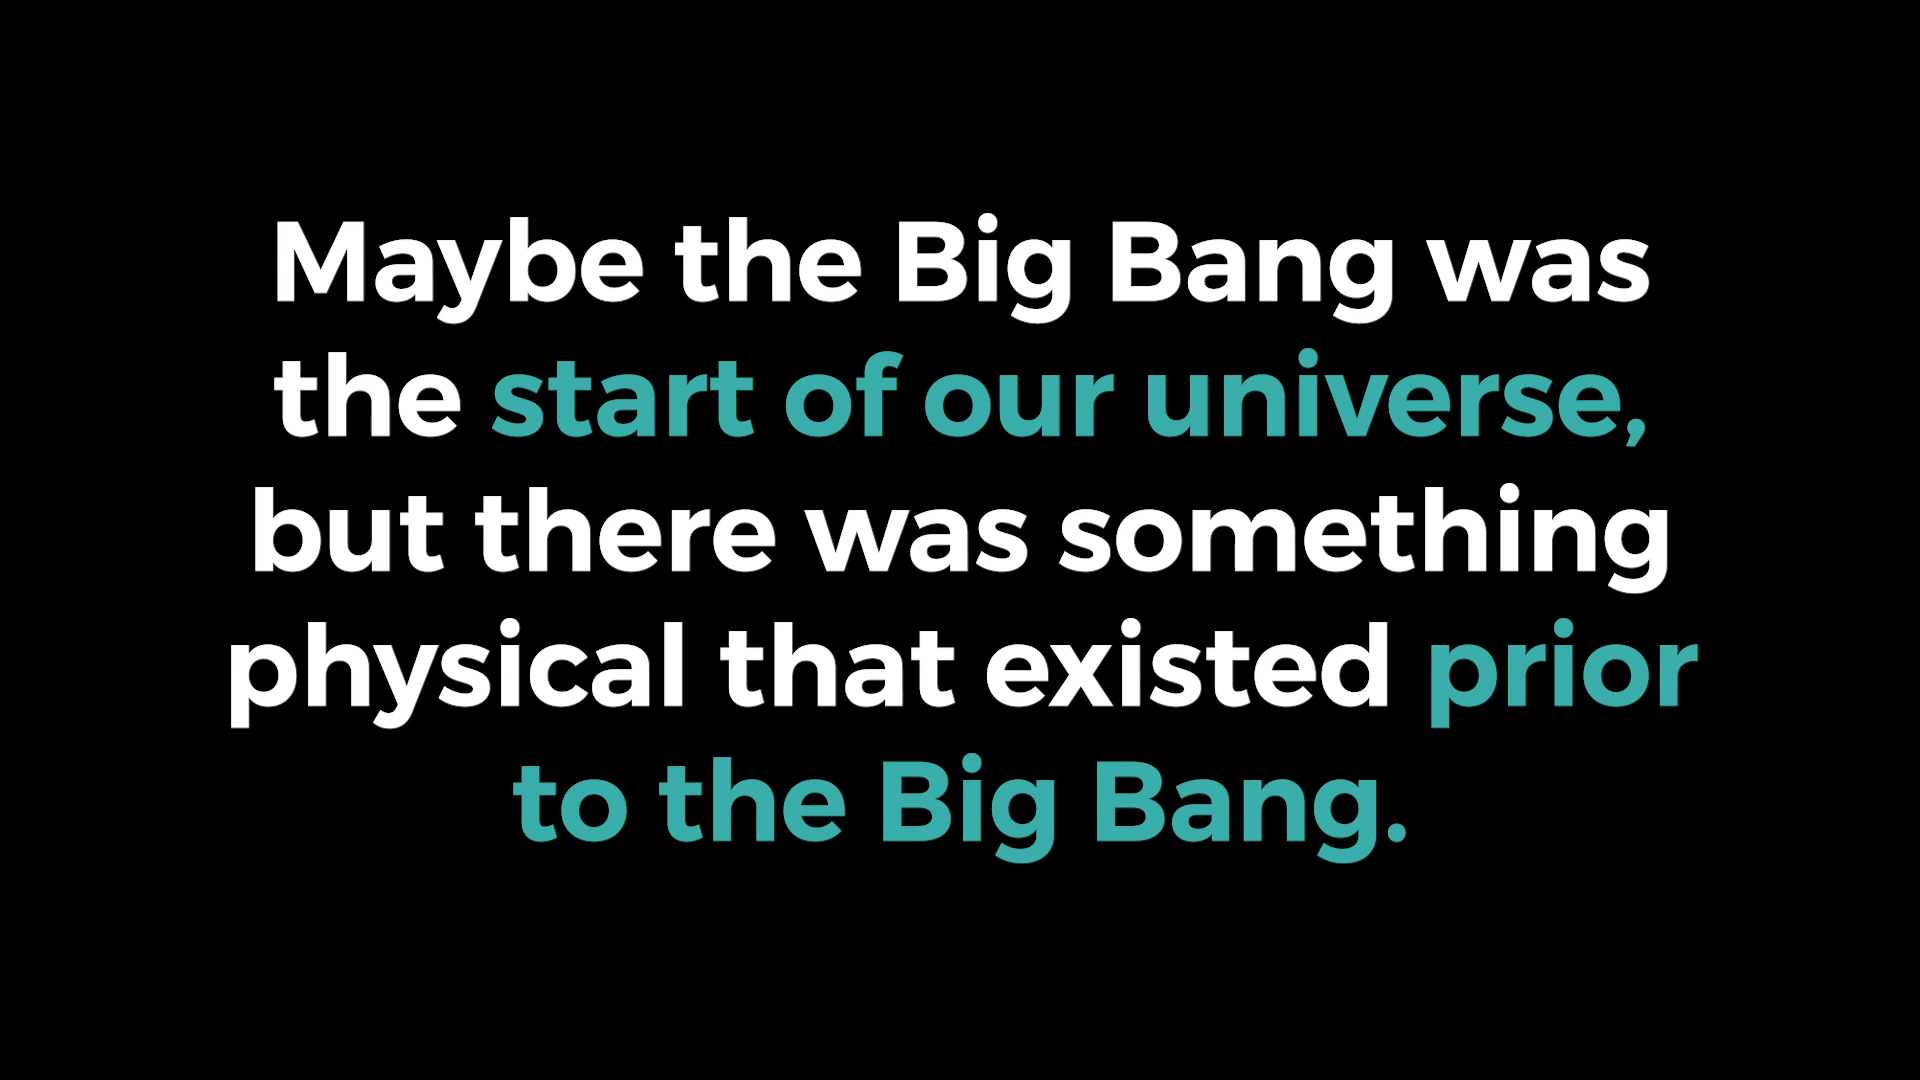 Maybe the Big Bang was
the start of our universe,
but there was something
physical that existed prior
to the Big Bang.